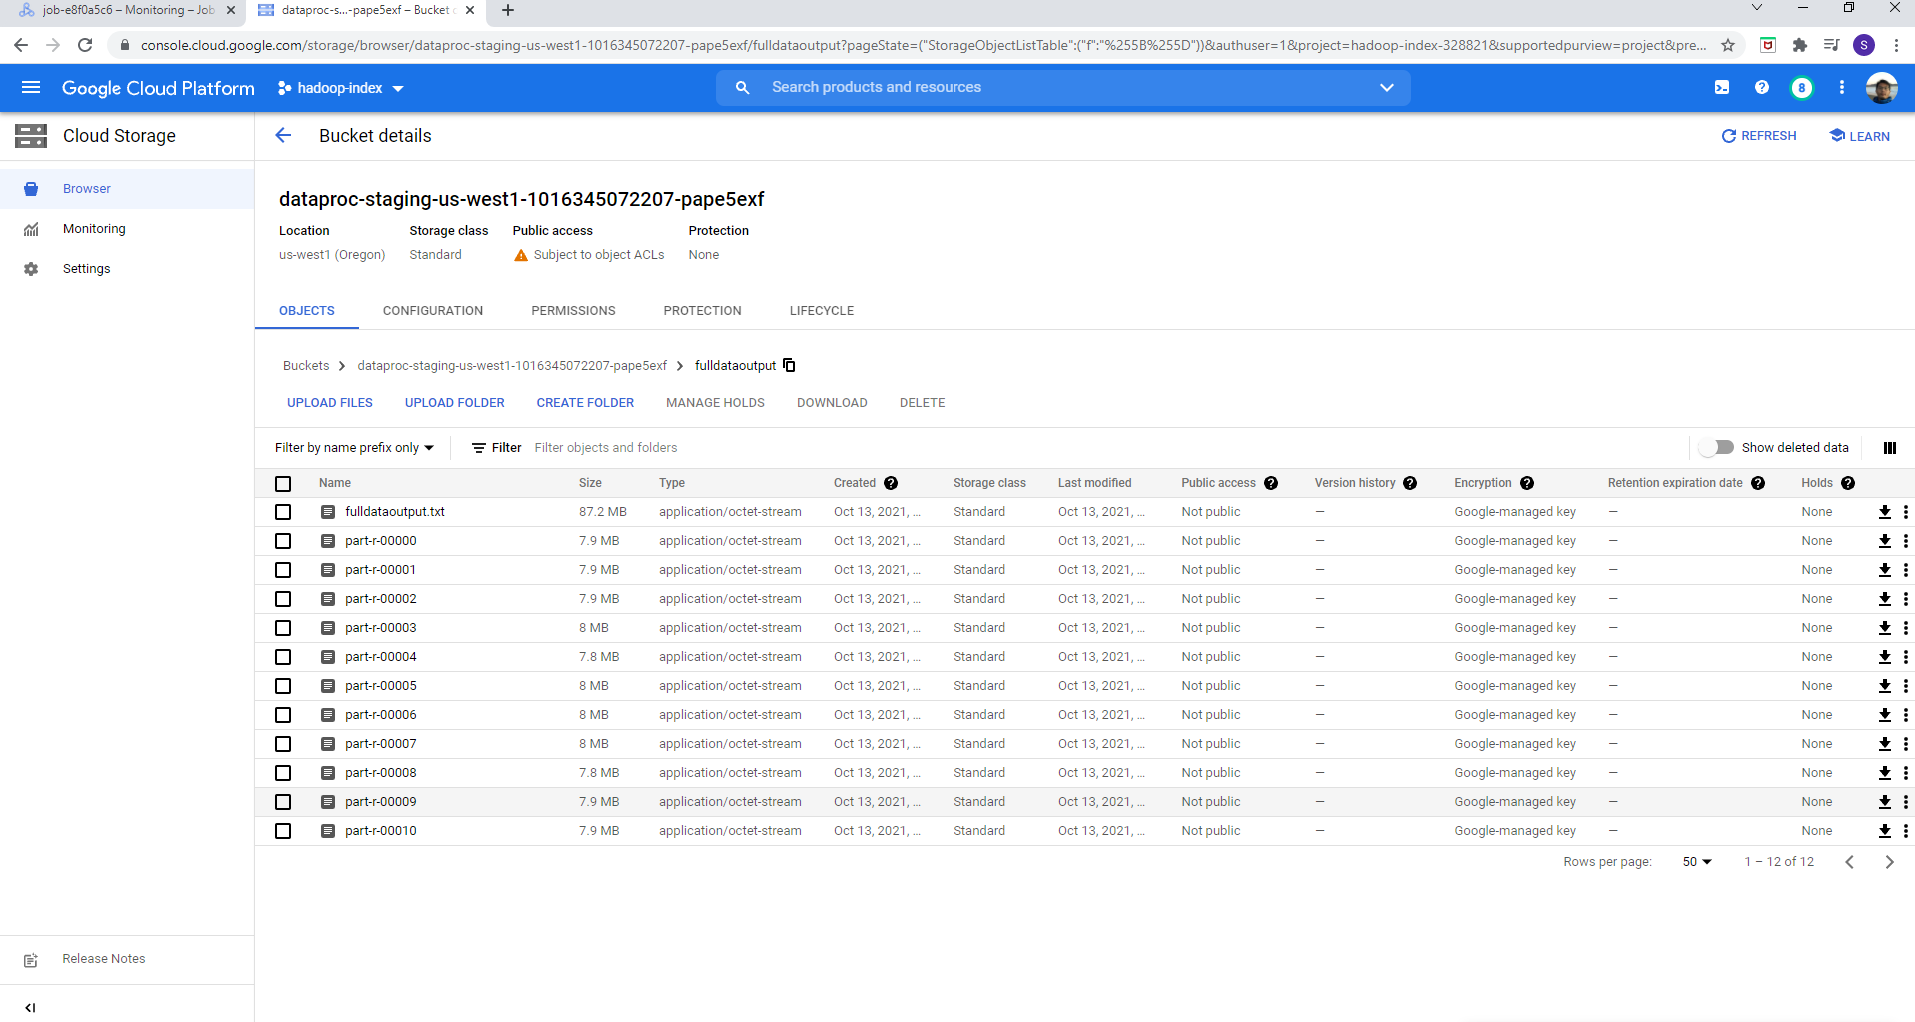 job-e8f0a5c6 – Monitoring – Job
dataproc-s...-pape5exf – Bucket
console.cloud.google.com/storage/browser/dataproc-staging-us-west1-1016345072207-pape5exf/fulldataoutput?pageState=("StorageObjectListTable":("f":"%255B%255D"))&authuser=1&project=hadoop-index-328821&supportedpurview=project&pre...
S
Google Cloud Platform hadoop-index Search products and resources 8
Cloud Storage Bucket details REFRESH LEARN
Browser
Monitoring
Settings
dataproc-staging-us-west1-1016345072207-pape5exf
Location Storage class Public access Protection
us-west1 (Oregon) Standard Subject to object ACLs None
OBJECTS CONFIGURATION PERMISSIONS PROTECTION LIFECYCLE
Buckets > dataproc-staging-us-west1-1016345072207-pape5exf > fulldataoutput
UPLOAD FILES UPLOAD FOLDER CREATE FOLDER MANAGE HOLDS DOWNLOAD DELETE
Filter by name prefix only Filter Filter objects and folders Show deleted data
Name Size Type Created Storage class Last modified Public access Version history Encryption Retention expiration date Holds
fulldataoutput.txt 87.2 MB application/octet-stream Oct 13, 2021, ... Standard Oct 13, 2021, ... Not public — Google-managed key — None
part-r-00000 7.9 MB application/octet-stream Oct 13, 2021, ... Standard Oct 13, 2021, ... Not public — Google-managed key — None
part-r-00001 7.9 MB application/octet-stream Oct 13, 2021, ... Standard Oct 13, 2021, ... Not public — Google-managed key — None
part-r-00002 7.9 MB application/octet-stream Oct 13, 2021, ... Standard Oct 13, 2021, ... Not public — Google-managed key — None
part-r-00003 8 MB application/octet-stream Oct 13, 2021, ... Standard Oct 13, 2021, ... Not public — Google-managed key — None
part-r-00004 7.8 MB application/octet-stream Oct 13, 2021, ... Standard Oct 13, 2021, ... Not public — Google-managed key — None
part-r-00005 8 MB application/octet-stream Oct 13, 2021, ... Standard Oct 13, 2021, ... Not public — Google-managed key — None
part-r-00006 8 MB application/octet-stream Oct 13, 2021, ... Standard Oct 13, 2021, ... Not public — Google-managed key — None
part-r-00007 8 MB application/octet-stream Oct 13, 2021, ... Standard Oct 13, 2021, ... Not public — Google-managed key — None
part-r-00008 7.8 MB application/octet-stream Oct 13, 2021, ... Standard Oct 13, 2021, ... Not public — Google-managed key — None
part-r-00009 7.9 MB application/octet-stream Oct 13, 2021, ... Standard Oct 13, 2021, ... Not public — Google-managed key — None
part-r-00010 7.9 MB application/octet-stream Oct 13, 2021, ... Standard Oct 13, 2021, ... Not public — Google-managed key — None
Rows per page: 50 1 – 12 of 12
Release Notes